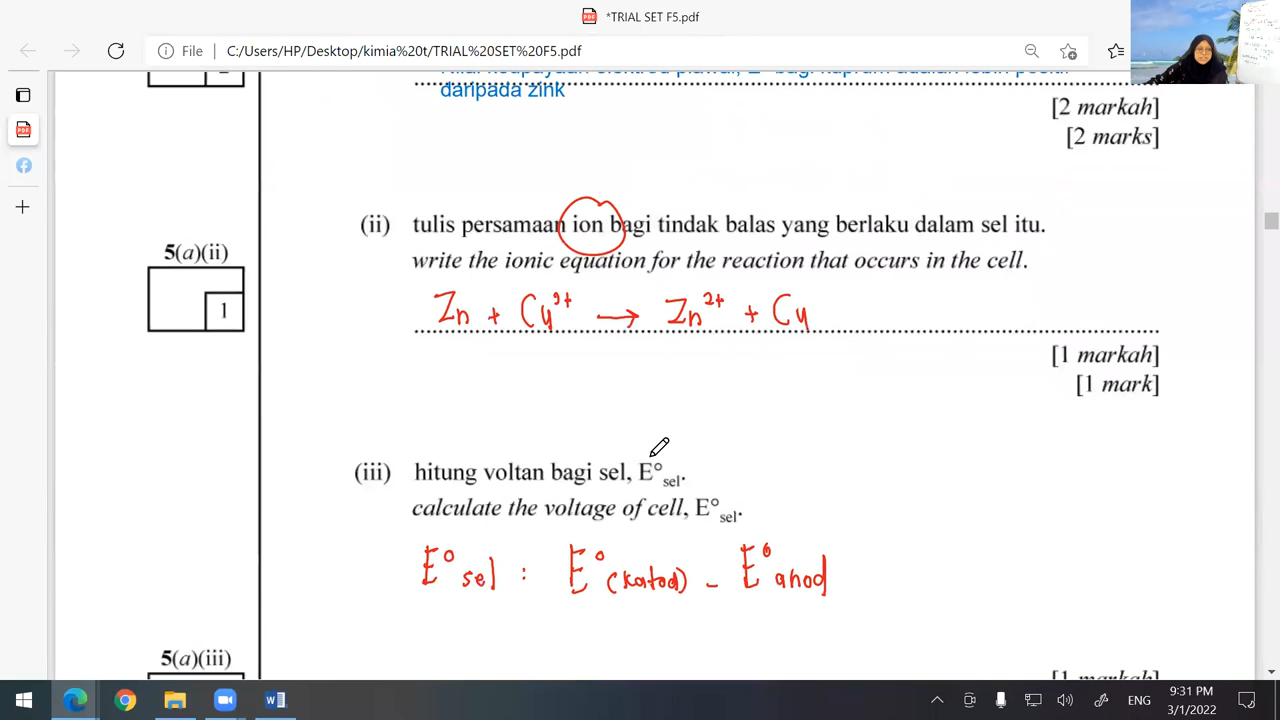 *TRIAL SET F5.pdf
File C:/Users/HP/Desktop/kimia%20t/TRIAL%20SET%20F5.pdf
daripada zink
[2 markah]
[2 marks]
(ii) tulis persamaan ion bagi tindak balas yang berlaku dalam sel itu.
5(a)(ii)
write the ionic equation for the reaction that occurs in the cell.
1
Zn + Cu²⁺ → Zn²⁺ + Cu
[1 markah]
[1 mark]
(iii) hitung voltan bagi sel, E°sel.
calculate the voltage of cell, E°sel.
E°sel : E°(katod) - E°anod
5(a)(iii)
[1 markah]
ENG
9:31 PM
3/1/2022